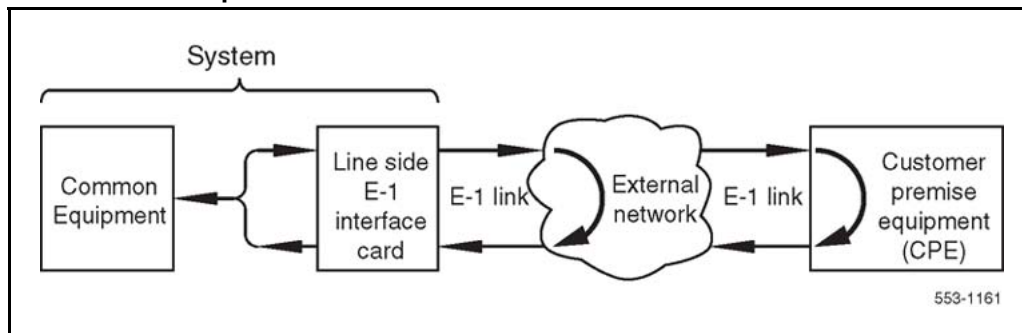 System
Common
Equipment
Line side
E-1
interface
card
E-1 link
External
network
E-1 link
Customer
premise
equipment
(CPE)
553-1161